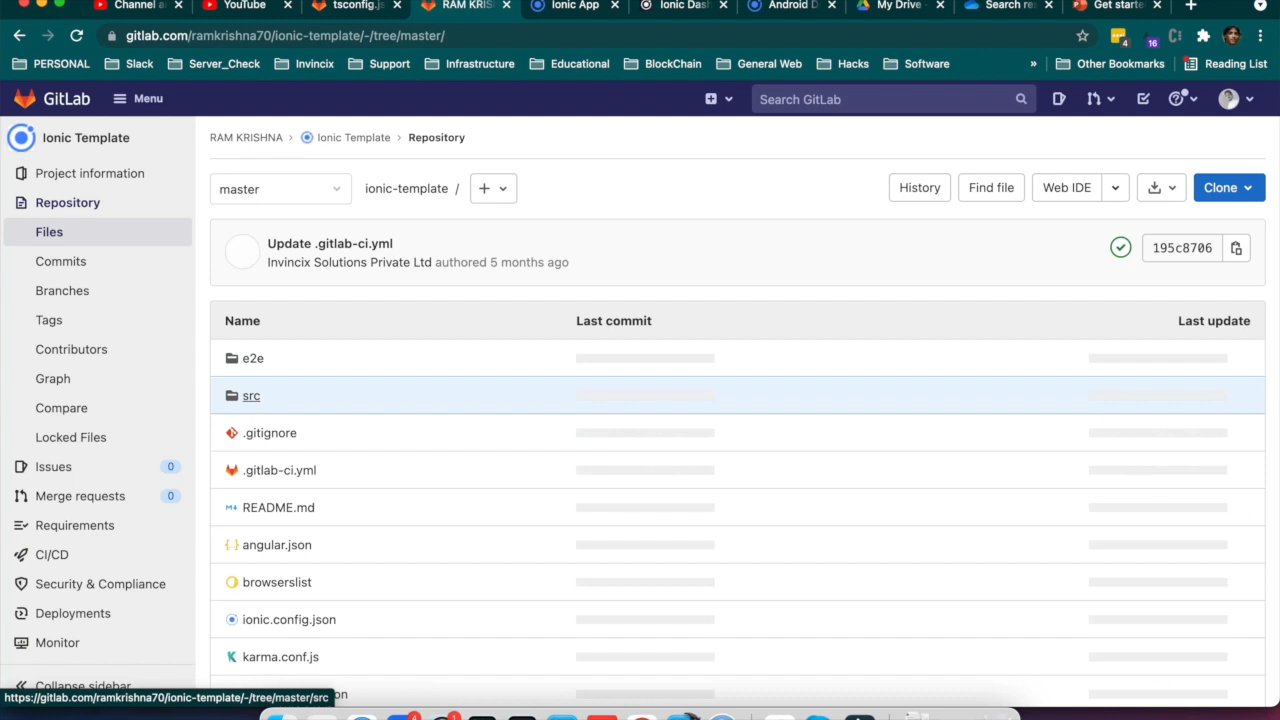 Channel a
YouTube
tsconfig.js
RAM KRIS
Ionic App
Ionic Das
Android D
My Drive -
Search re
Get starte
gitlab.com/ramkrishna70/ionic-template/-/tree/master/
4
16
PERSONAL
Slack
Server_Check
Invincix
Support
Infrastructure
Educational
BlockChain
General Web
Hacks
Software
»
Other Bookmarks
Reading List
GitLab
Menu
Search GitLab
Ionic Template
RAM KRISHNA › Ionic Template › Repository
Project information
Repository
Files
Commits
Branches
Tags
Contributors
Graph
Compare
Locked Files
Issues 0
Merge requests 0
Requirements
CI/CD
Security & Compliance
Deployments
Monitor
Collapse sidebar
master
ionic-template /
History
Find file
Web IDE
Clone
Update .gitlab-ci.yml
Invincix Solutions Private Ltd authored 5 months ago
195c8706
Name Last commit Last update
e2e
src
.gitignore
.gitlab-ci.yml
README.md
angular.json
browserslist
ionic.config.json
karma.conf.js
https://gitlab.com/ramkrishna70/ionic-template/-/tree/master/src